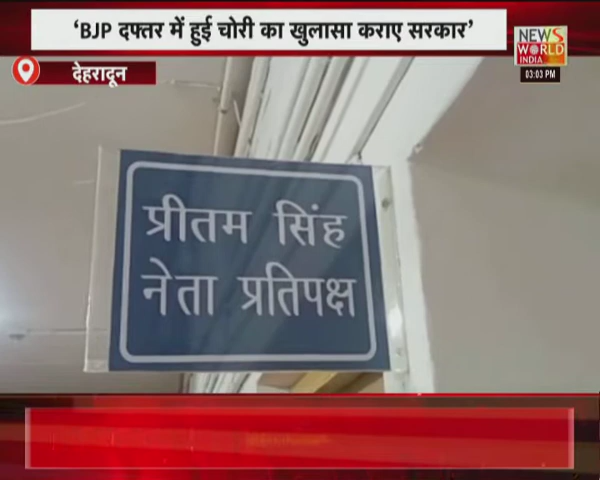 ‘BJP दफ्तर में हुई चोरी का खुलासा कराए सरकार’
NEWS
WORLD
INDIA
03:03 PM
देहरादून
प्रीतम सिंह
नेता प्रतिपक्ष